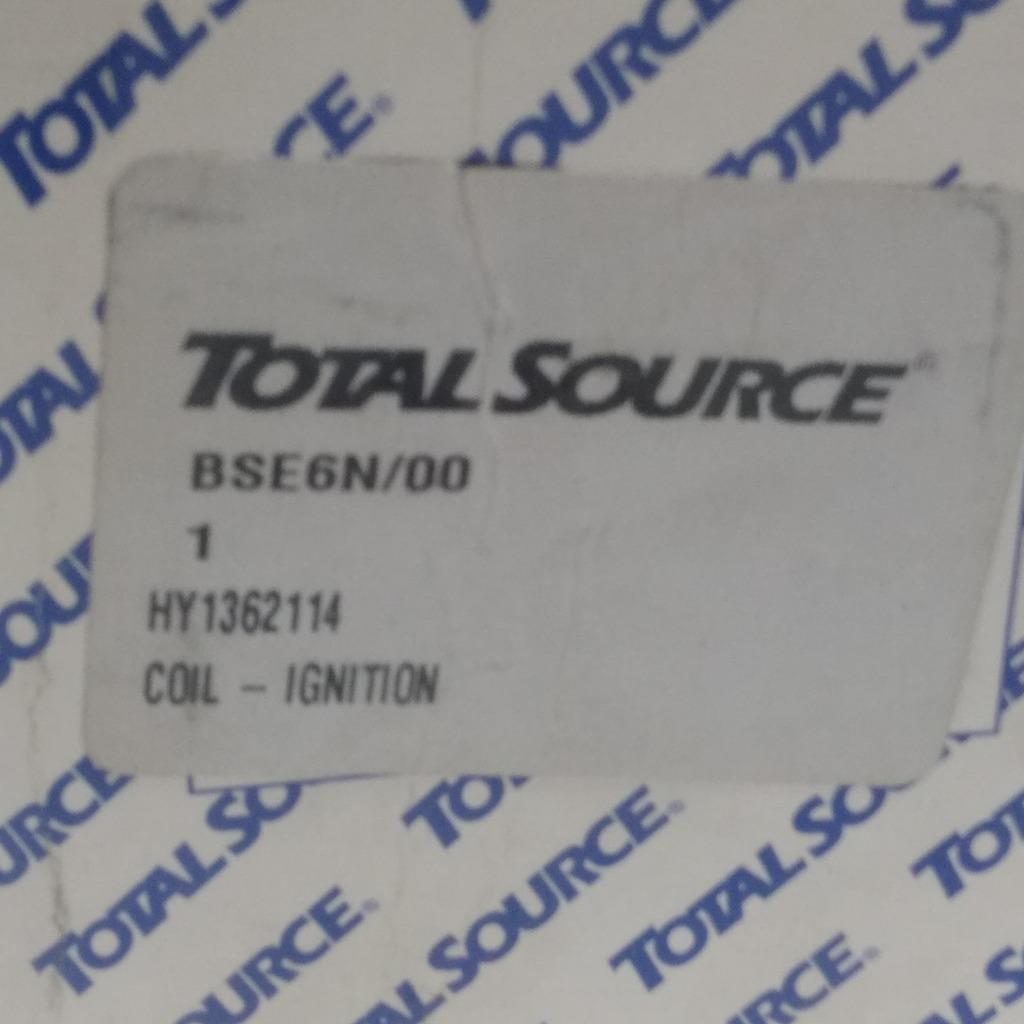 TOTAL SOURCE®
BSE6N/00
1
HY1362114
COIL – IGNITION